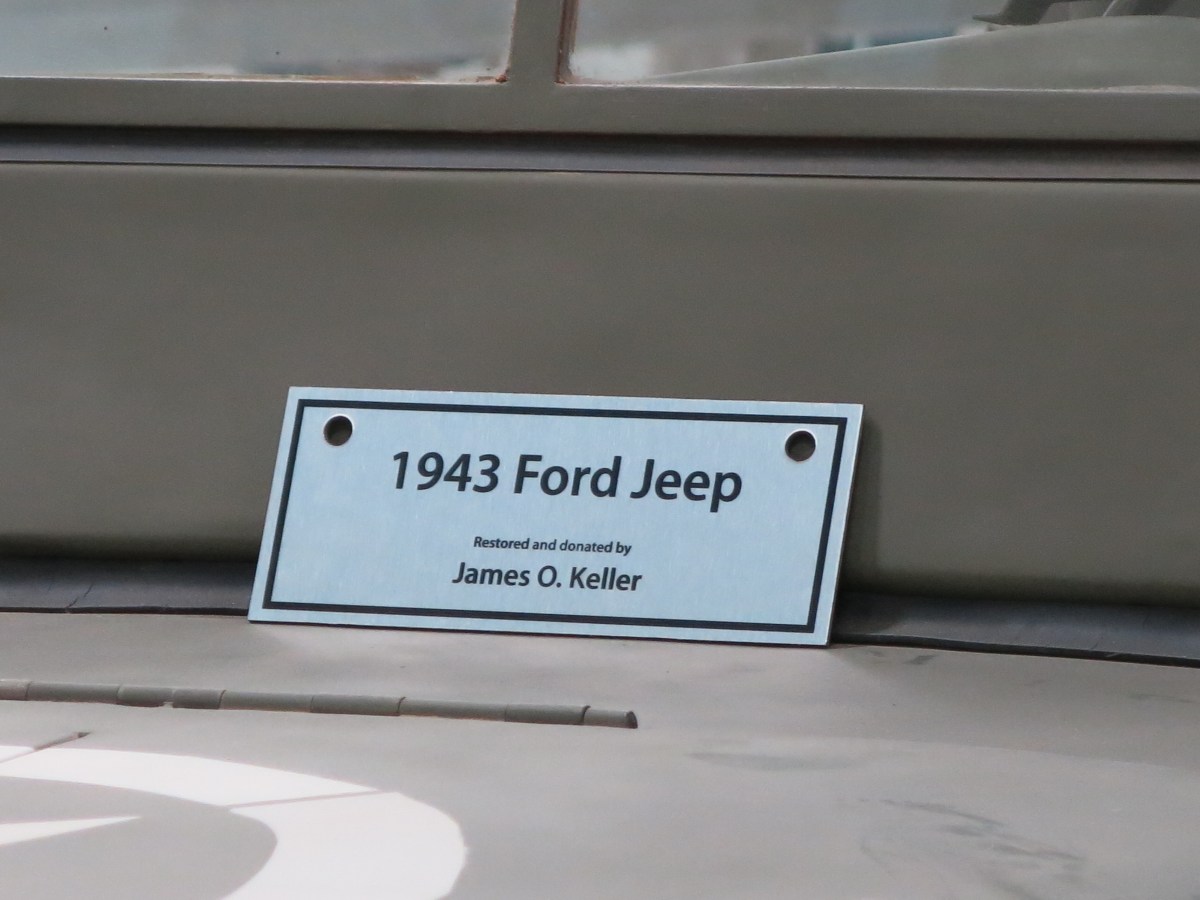 1943 Ford Jeep
Restored and donated by
James O. Keller